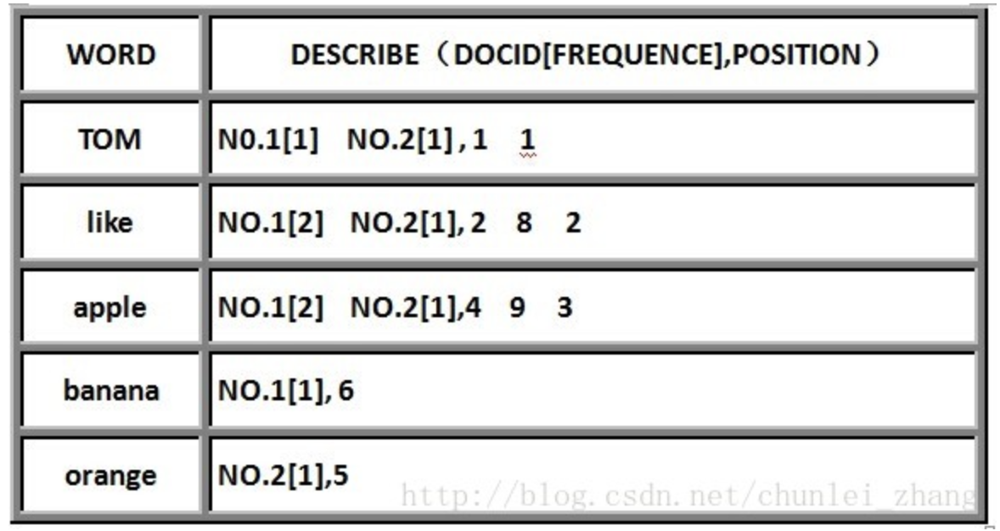 WORD DESCRIBE（DOCID[FREQUENCE],POSITION）
TOM N0.1[1] NO.2[1], 1 1
like NO.1[2] NO.2[1], 2 8 2
apple NO.1[2] NO.2[1],4 9 3
banana NO.1[1], 6
orange NO.2[1],5
http://blog.csdn.net/chunlei_zhang